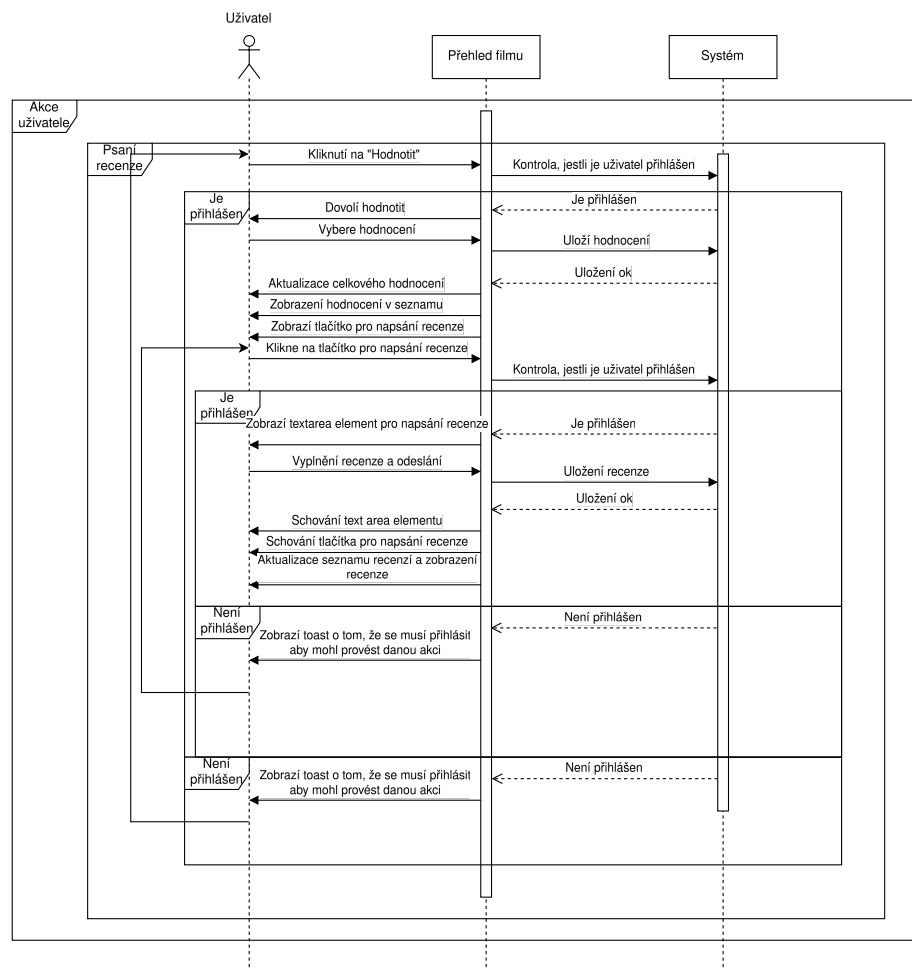 Uživatel
Přehled filmu
Systém
Akce
uživatele
Psaní
recenze
Kliknutí na "Hodnotit"
Kontrola, jestli je uživatel přihlášen
Je
přihlášen
Je přihlášen
Dovolí hodnotit
Vybere hodnocení
Uloží hodnocení
Uložení ok
Aktualizace celkového hodnocení
Zobrazení hodnocení v seznamu
Zobrazí tlačítko pro napsání recenze
Klikne na tlačítko pro napsání recenze
Kontrola, jestli je uživatel přihlášen
Je
přihlášen
Zobrazí textarea element pro napsání recenze
Je přihlášen
Vyplnění recenze a odeslání
Uložení recenze
Uložení ok
Schování text area elementu
Schování tlačítka pro napsání recenze
Aktualizace seznamu recenzí a zobrazení
recenze
Není
přihlášen
Není přihlášen
Zobrazí toast o tom, že se musí přihlásit
aby mohl provést danou akci
Není
přihlášen
Není přihlášen
Zobrazí toast o tom, že se musí přihlásit
aby mohl provést danou akci